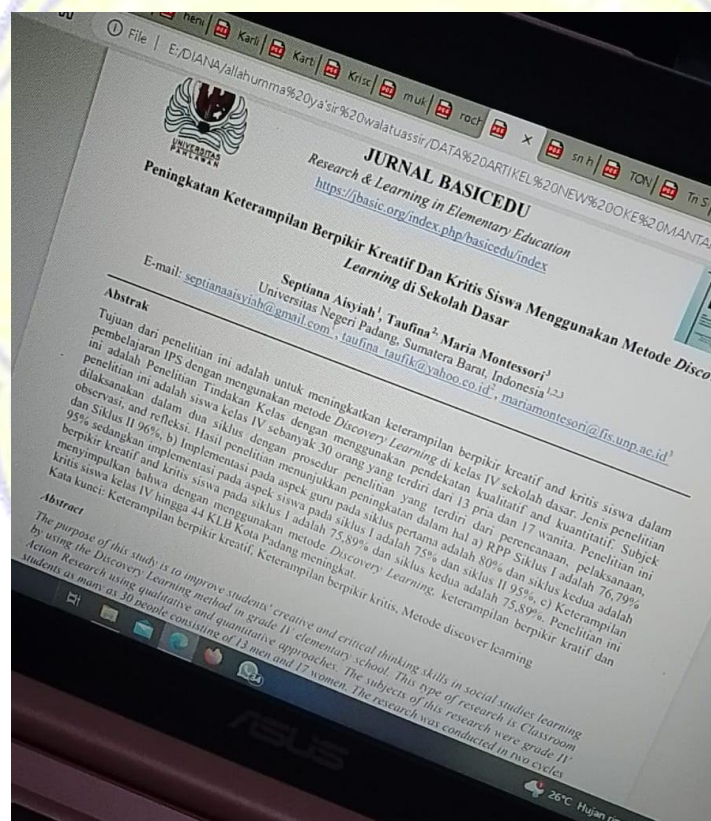 heni Karli Karti Krisc muk roch sn h TON Tn S
File | E:/DIANA/allahumma%20ya'sir%20walatuassir/DATA%20ARTIKEL%20NEW%20OKE%20MANTA
UNIVERSITAS
PAHLAWAN
JURNAL BASICEDU
Research & Learning in Elementary Education
https://jbasic.org/index.php/basicedu/index
Peningkatan Keterampilan Berpikir Kreatif Dan Kritis Siswa Menggunakan Metode Disco
Learning di Sekolah Dasar
Septiana Aisyiah¹, Taufina², Maria Montessori³
Universitas Negeri Padang, Sumatera Barat, Indonesia¹,²,³
E-mail: septianaaisyiah@gmail.com¹, taufina_taufik@yahoo.co.id², mariamontesori@fis.unp.ac.id³
Abstrak
Tujuan dari penelitian ini adalah untuk meningkatkan keterampilan berpikir kreatif and kritis siswa dalam
pembelajaran IPS dengan mengunakan metode Discovery Learning di kelas IV sekolah dasar. Jenis penelitian
ini adalah Penelitian Tindakan Kelas dengan menggunakan pendekatan kualitatif and kuantitatif. Subjek
penelitian ini adalah siswa kelas IV sebanyak 30 orang yang terdiri dari 13 pria dan 17 wanita. Penelitian ini
dilaksanakan dalam dua siklus dengan prosedur penelitian yang terdiri dari perencanaan, pelaksanaan,
observasi, and refleksi. Hasil penelitian menunjukkan peningkatan dalam hal a) RPP Siklus I adalah 76,79%
dan Siklus II 96%, b) Implementasi pada aspek guru pada siklus pertama adalah 80% dan siklus kedua adalah
95% sedangkan implementasi pada aspek siswa pada siklus I adalah 75% dan siklus II 95%, c) Keterampilan
berpikir kreatif and kritis siswa pada siklus I adalah 75,89% dan siklus kedua adalah 75,89%. Penelitian ini
menyimpulkan bahwa dengan menggunakan metode Discovery Learning, keterampilan berpikir kratif and
kritis siswa kelas IV hingga 44 KLB Kota Padang meningkat.
Kata kunci: Keterampilan berpikir kreatif, Keterampilan berpikir kritis, Metode discover learning
Abstract
The purpose of this study is to improve students' creative and critical thinking skills in social studies learning
by using the Discovery Learning method in grade IV elementary school. This type of research is Classroom
Action Research using qualitative and quantitative approaches. The subjects of this research were grade IV
students as many as 30 people consisting of 13 men and 17 women. The research was conducted in two cycles
34
26°C Hujan
ASUS